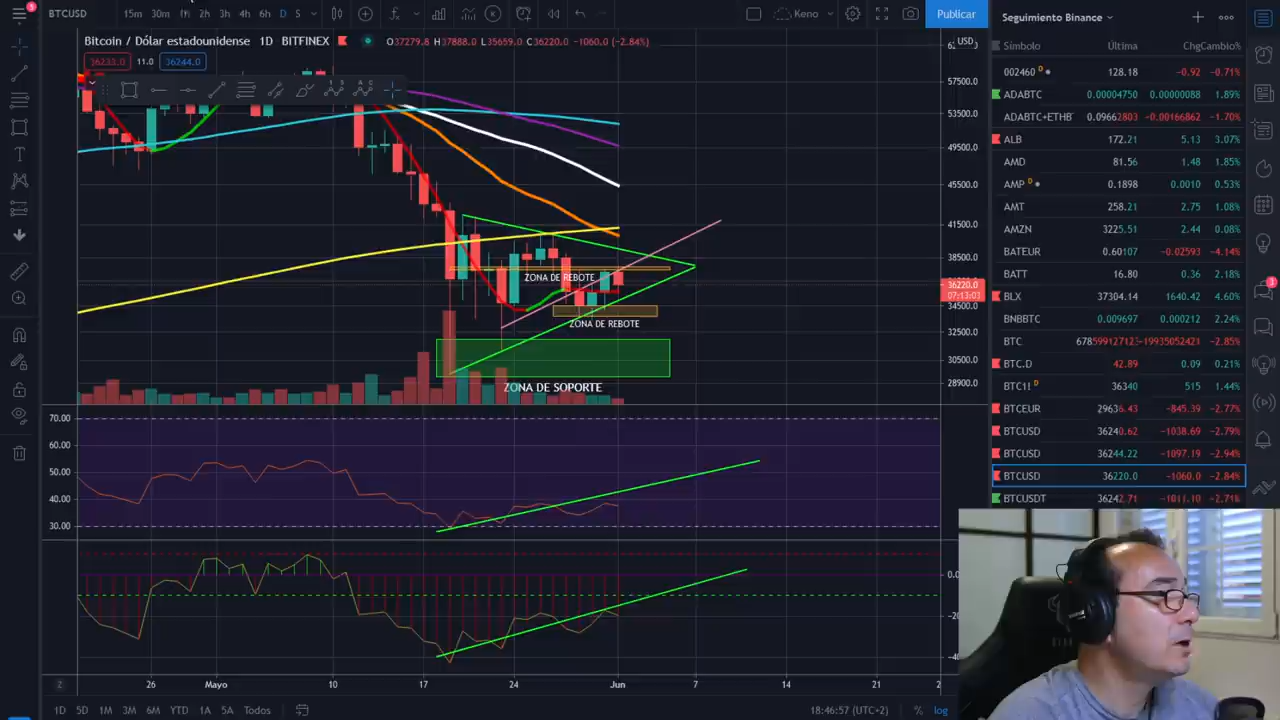 5
BTCUSD
15m 30m 1h 2h 3h 4h 6h D S
Keno
Publicar
Seguimiento Binance
Bitcoin / Dólar estadounidense 1D BITFINEX
O37279.8 H37888.0 L35659.0 C36220.0 -1060.0 (-2.84%)
USD
Símbolo Última Chg Cambio%
36233.0 11.0 36244.0
002460 D 128.18 -0.92 -0.71%
57500.0
ADABTC 0.00004750 0.00000088 1.89%
53500.0
ADABTC+ETHB 0.09662803 -0.00166862 -1.70%
ALB 172.21 5.13 3.07%
49500.0
AMD 81.56 1.48 1.85%
45500.0
AMP D 0.1898 0.0010 0.53%
AMT 258.21 2.75 1.08%
41500.0
AMZN 3225.51 2.44 0.08%
BATEUR 0.60107 -0.02593 -4.14%
38500.0
ZONA DE REBOTE
BATT 16.80 0.36 2.18%
36220.0
07:13:03
BLX 37304.14 1640.42 4.60%
34500.0
ZONA DE REBOTE
BNBBTC 0.009697 0.000212 2.24%
32500.0
BTC 678599127123 -19935052421 -2.85%
30500.0
BTC.D 42.89 0.09 0.21%
28900.0
ZONA DE SOPORTE
BTC1! D 36340 515 1.44%
BTCEUR 29636.43 -845.39 -2.77%
70.00
BTCUSD 36240.62 -1038.69 -2.79%
60.00
BTCUSD 36244.22 -1097.19 -2.94%
50.00
BTCUSD 36220.0 -1060.0 -2.84%
40.00
BTCUSDT 36242.71 -1011.10 -2.71%
30.00
3
26 Mayo 10 17 24 Jun 7 14 21
1D 5D 1M 3M 6M YTD 1A 5A Todos
18:46:57 (UTC+2) % log